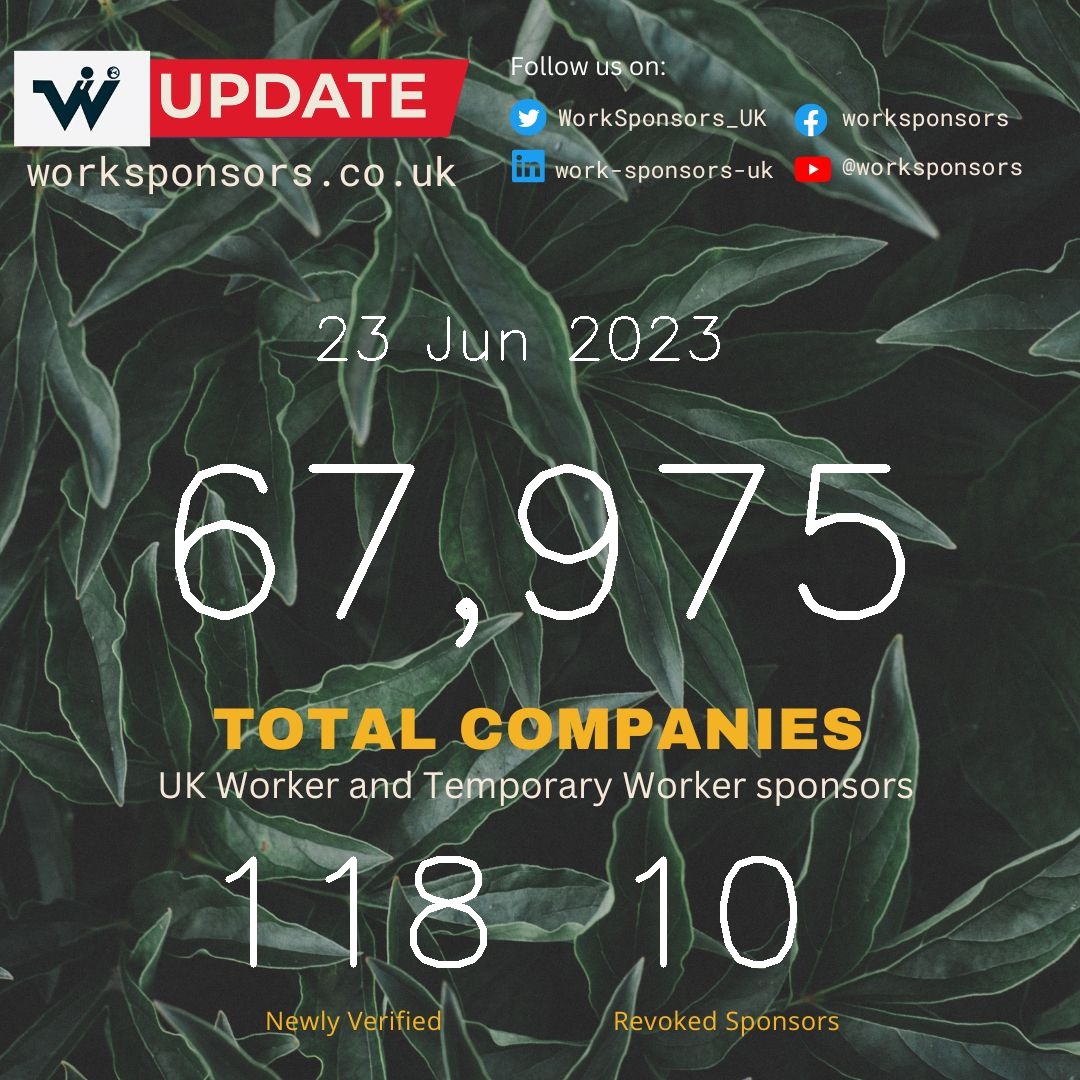 W UPDATE
worksponsors.co.uk
Follow us on:
WorkSponsors_UK worksponsors
work-sponsors-uk @worksponsors
23 Jun 2023
67,975
TOTAL COMPANIES
UK Worker and Temporary Worker sponsors
118 10
Newly Verified Revoked Sponsors